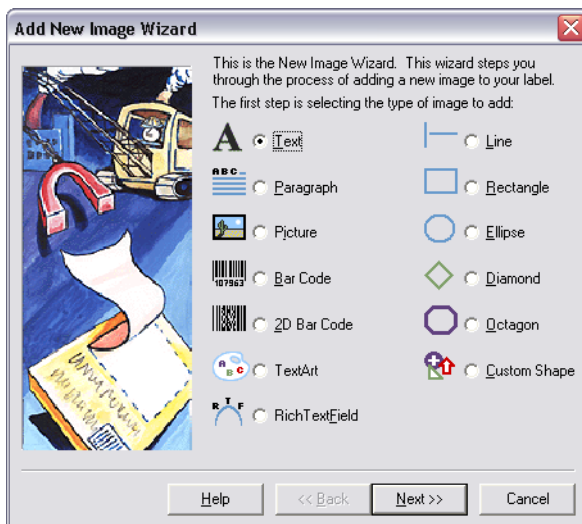 Add New Image Wizard
This is the New Image Wizard. This wizard steps you
through the process of adding a new image to your label.
The first step is selecting the type of image to add:
A Text
Line
ABC Paragraph
Rectangle
Picture
Ellipse
107963 Bar Code
Diamond
2D Bar Code
Octagon
A B C TextArt
Custom Shape
R T F RichTextField
Help
<< Back
Next >>
Cancel